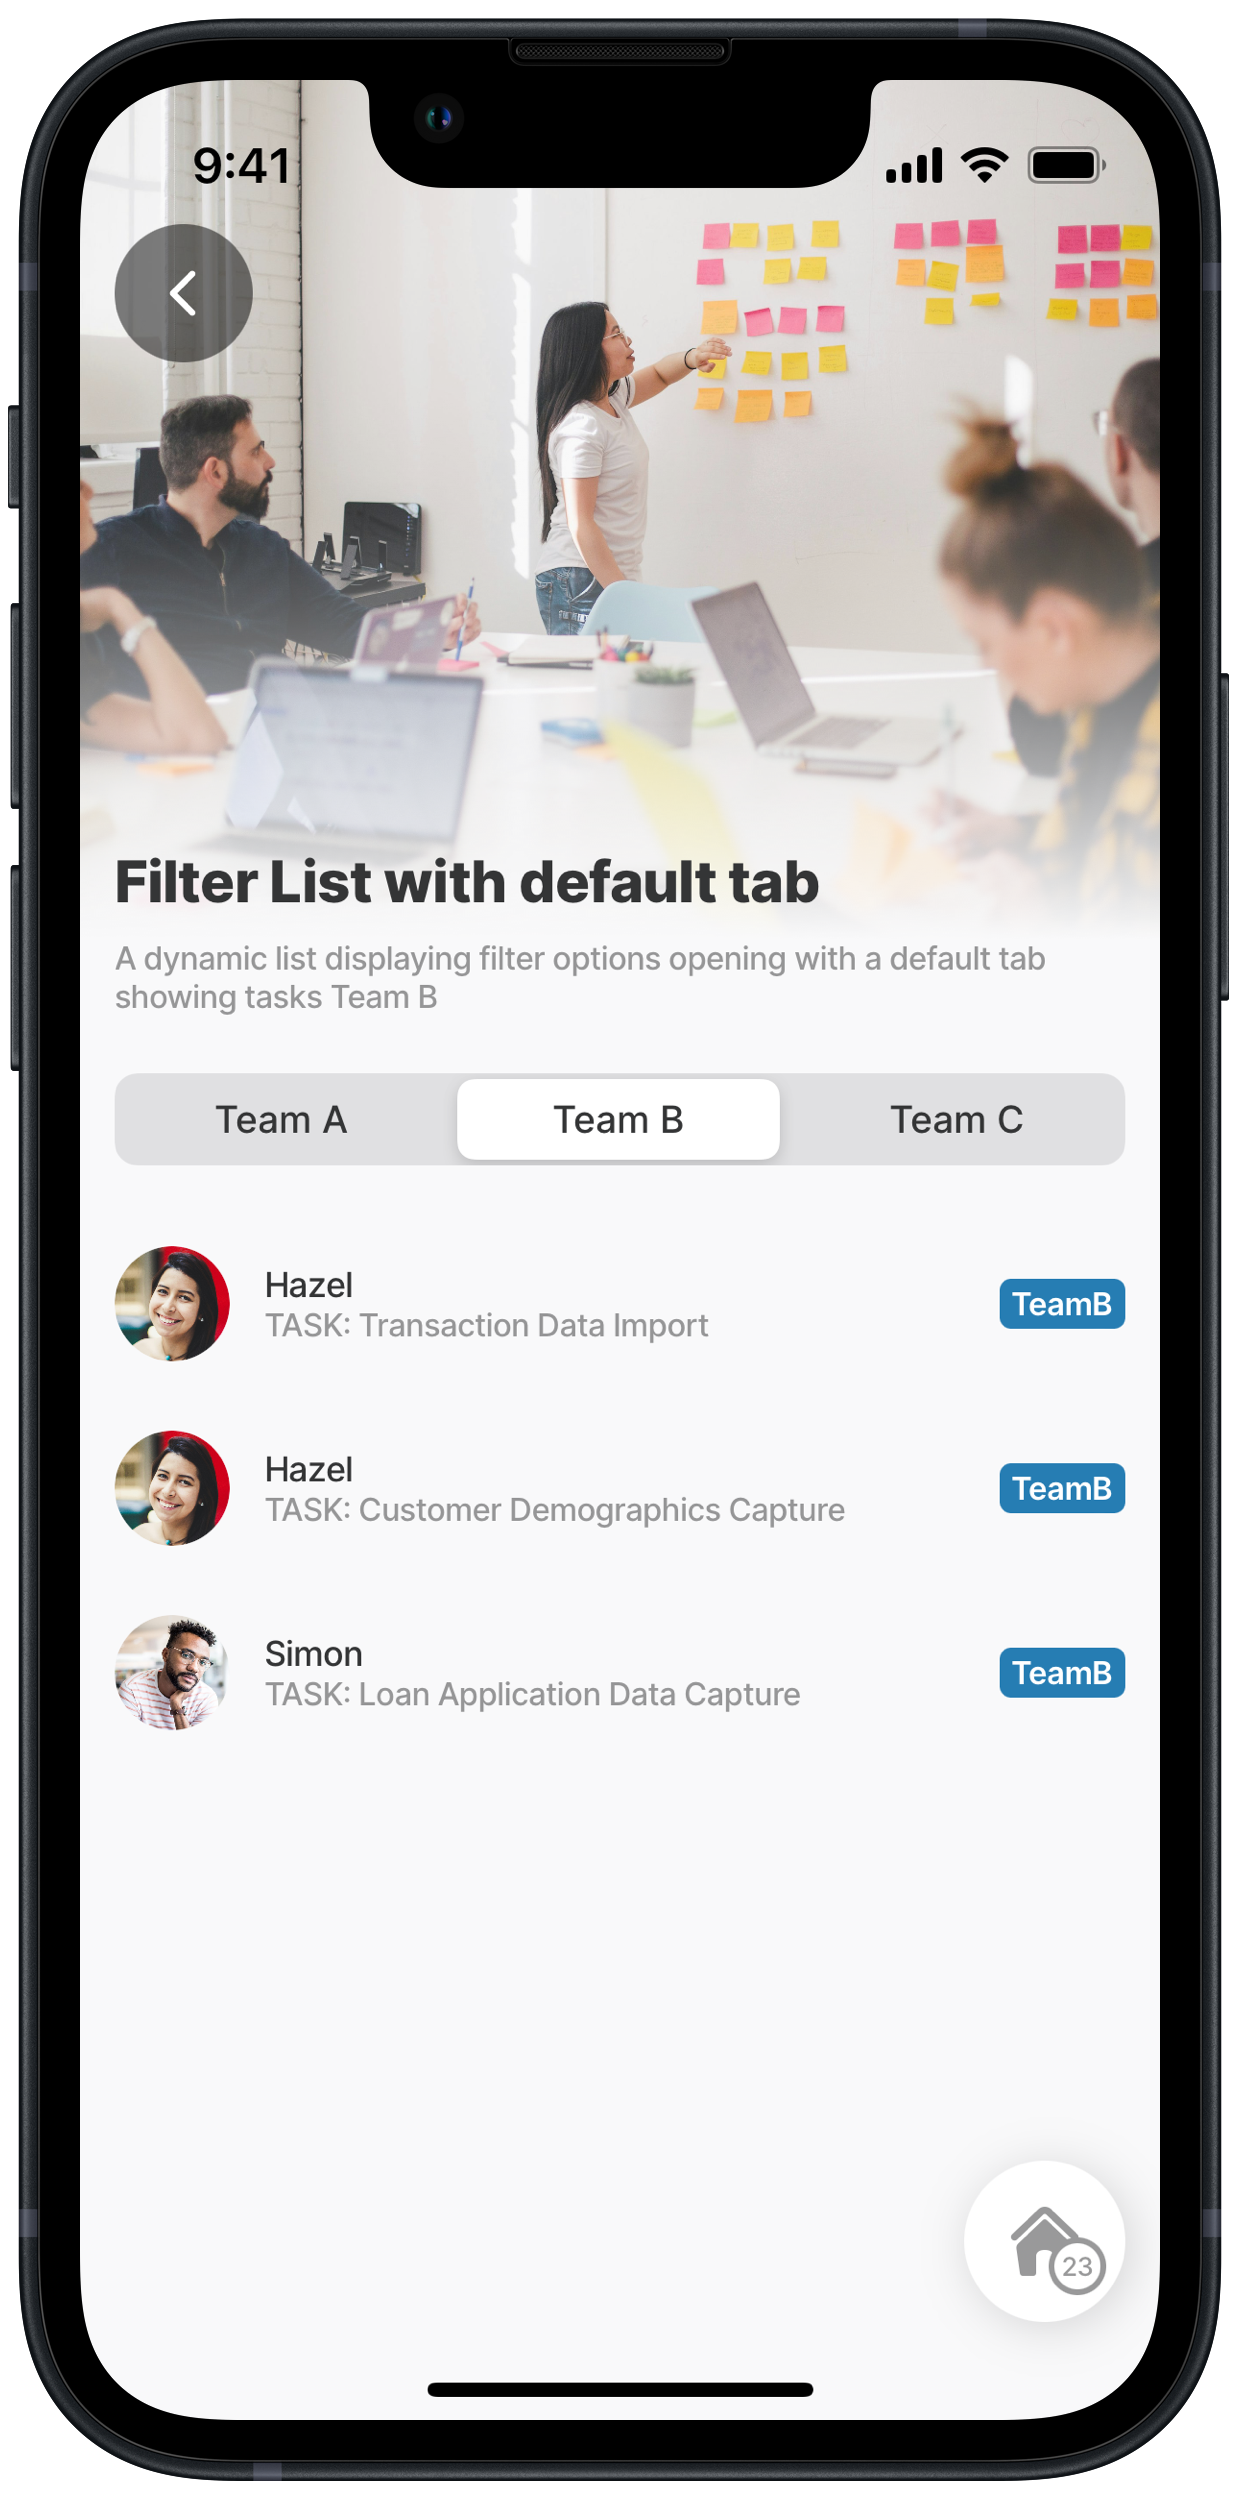 9:41
Filter List with default tab
A dynamic list displaying filter options opening with a default tab
showing tasks Team B
Team A
Team B
Team C
Hazel
TASK: Transaction Data Import
TeamB
Hazel
TASK: Customer Demographics Capture
TeamB
Simon
TASK: Loan Application Data Capture
TeamB
23